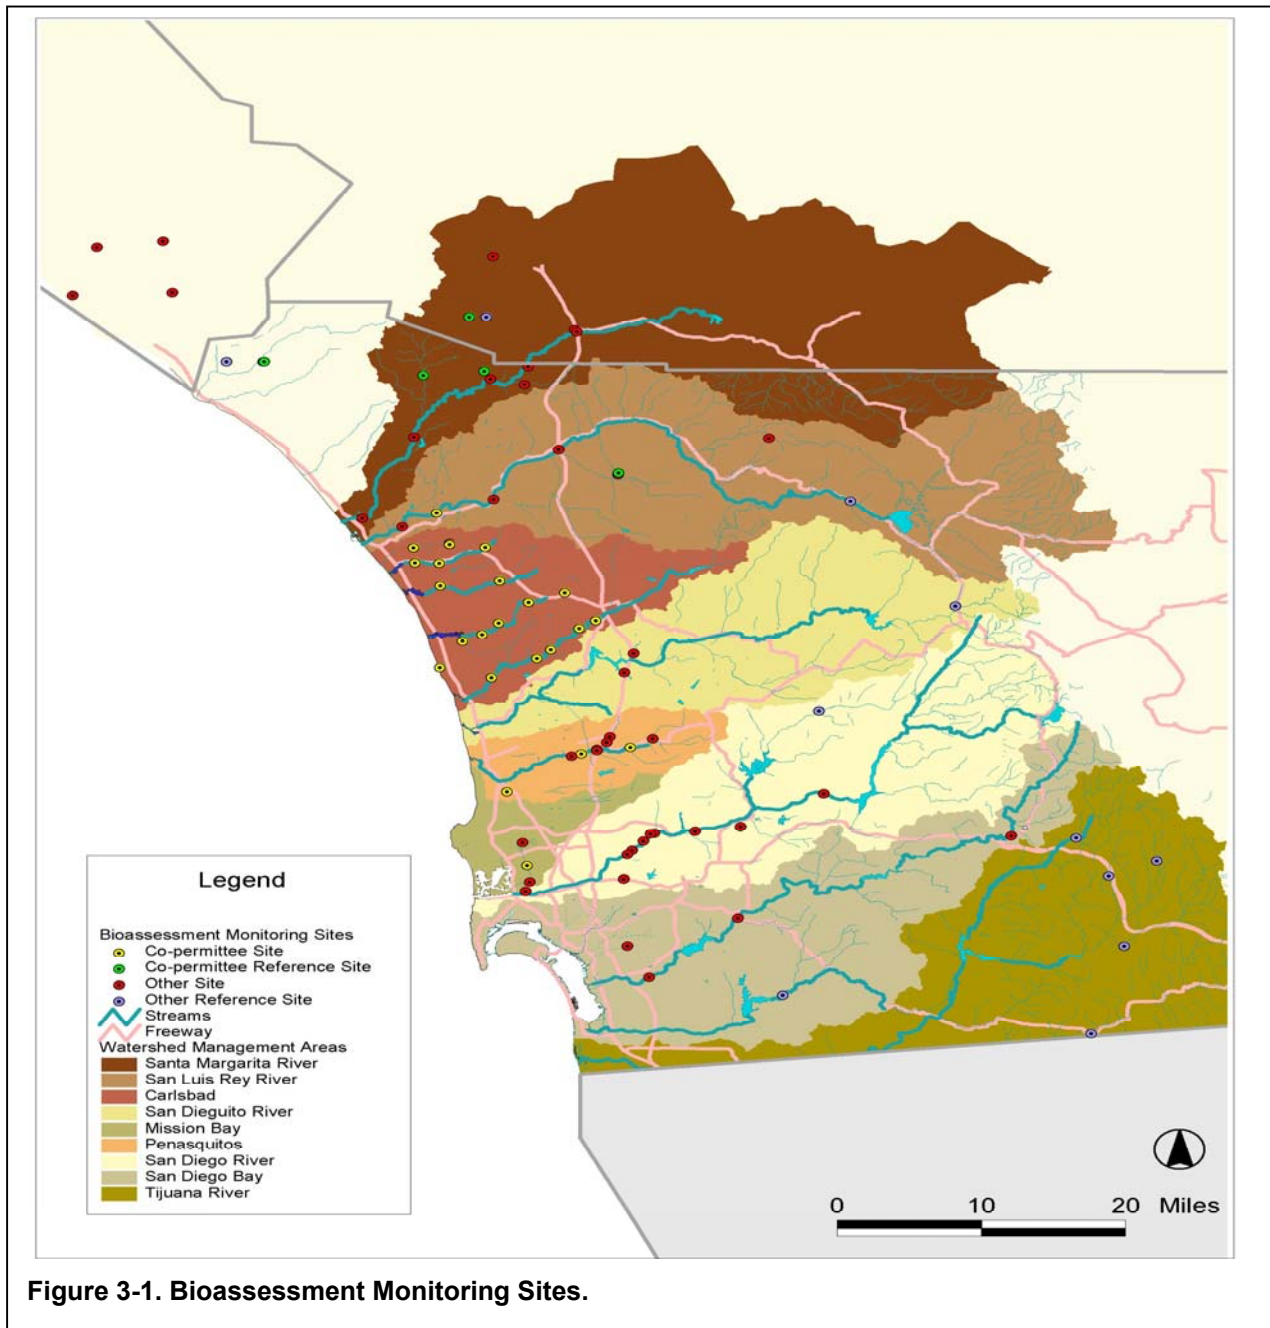 Legend
Bioassessment Monitoring Sites
Co-permittee Site
Co-permittee Reference Site
Other Site
Other Reference Site
Streams
Freeway
Watershed Management Areas
Santa Margarita River
San Luis Rey River
Carlsbad
San Dieguito River
Mission Bay
Penasquitos
San Diego River
San Diego Bay
Tijuana River
0 10 20 Miles
Figure 3-1. Bioassessment Monitoring Sites.